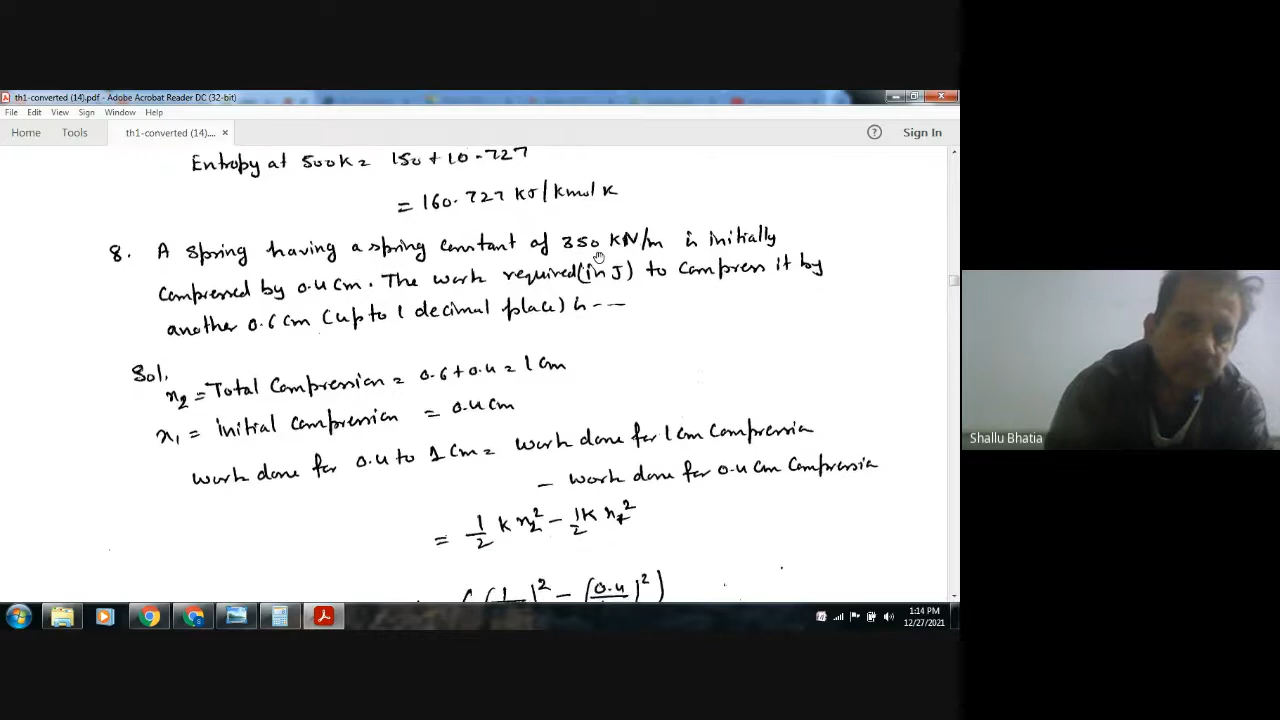 th1-converted (14).pdf - Adobe Acrobat Reader DC (32-bit)
File Edit View Sign Window Help
Home Tools th1-converted (14).... × ? Sign In
Entropy at 500K = 150 + 10.727
= 160.727 KJ/Kmol K
8. A spring having a spring constant of 350 KN/m is initially
compressed by 0.4 cm. The work required (in J) to compress it by
another 0.6 cm (up to 1 decimal place) is ---
Sol.
x2 = Total compression = 0.6 + 0.4 = 1 cm
x1 = initial compression = 0.4 cm
work done for 0.4 to 1 cm = work done for 1 cm compression
- work done for 0.4 cm compression
= 1/2 K x2² - 1/2 K x1²
(1)² - (0.4)²
Shallu Bhatia
1:14 PM
12/27/2021